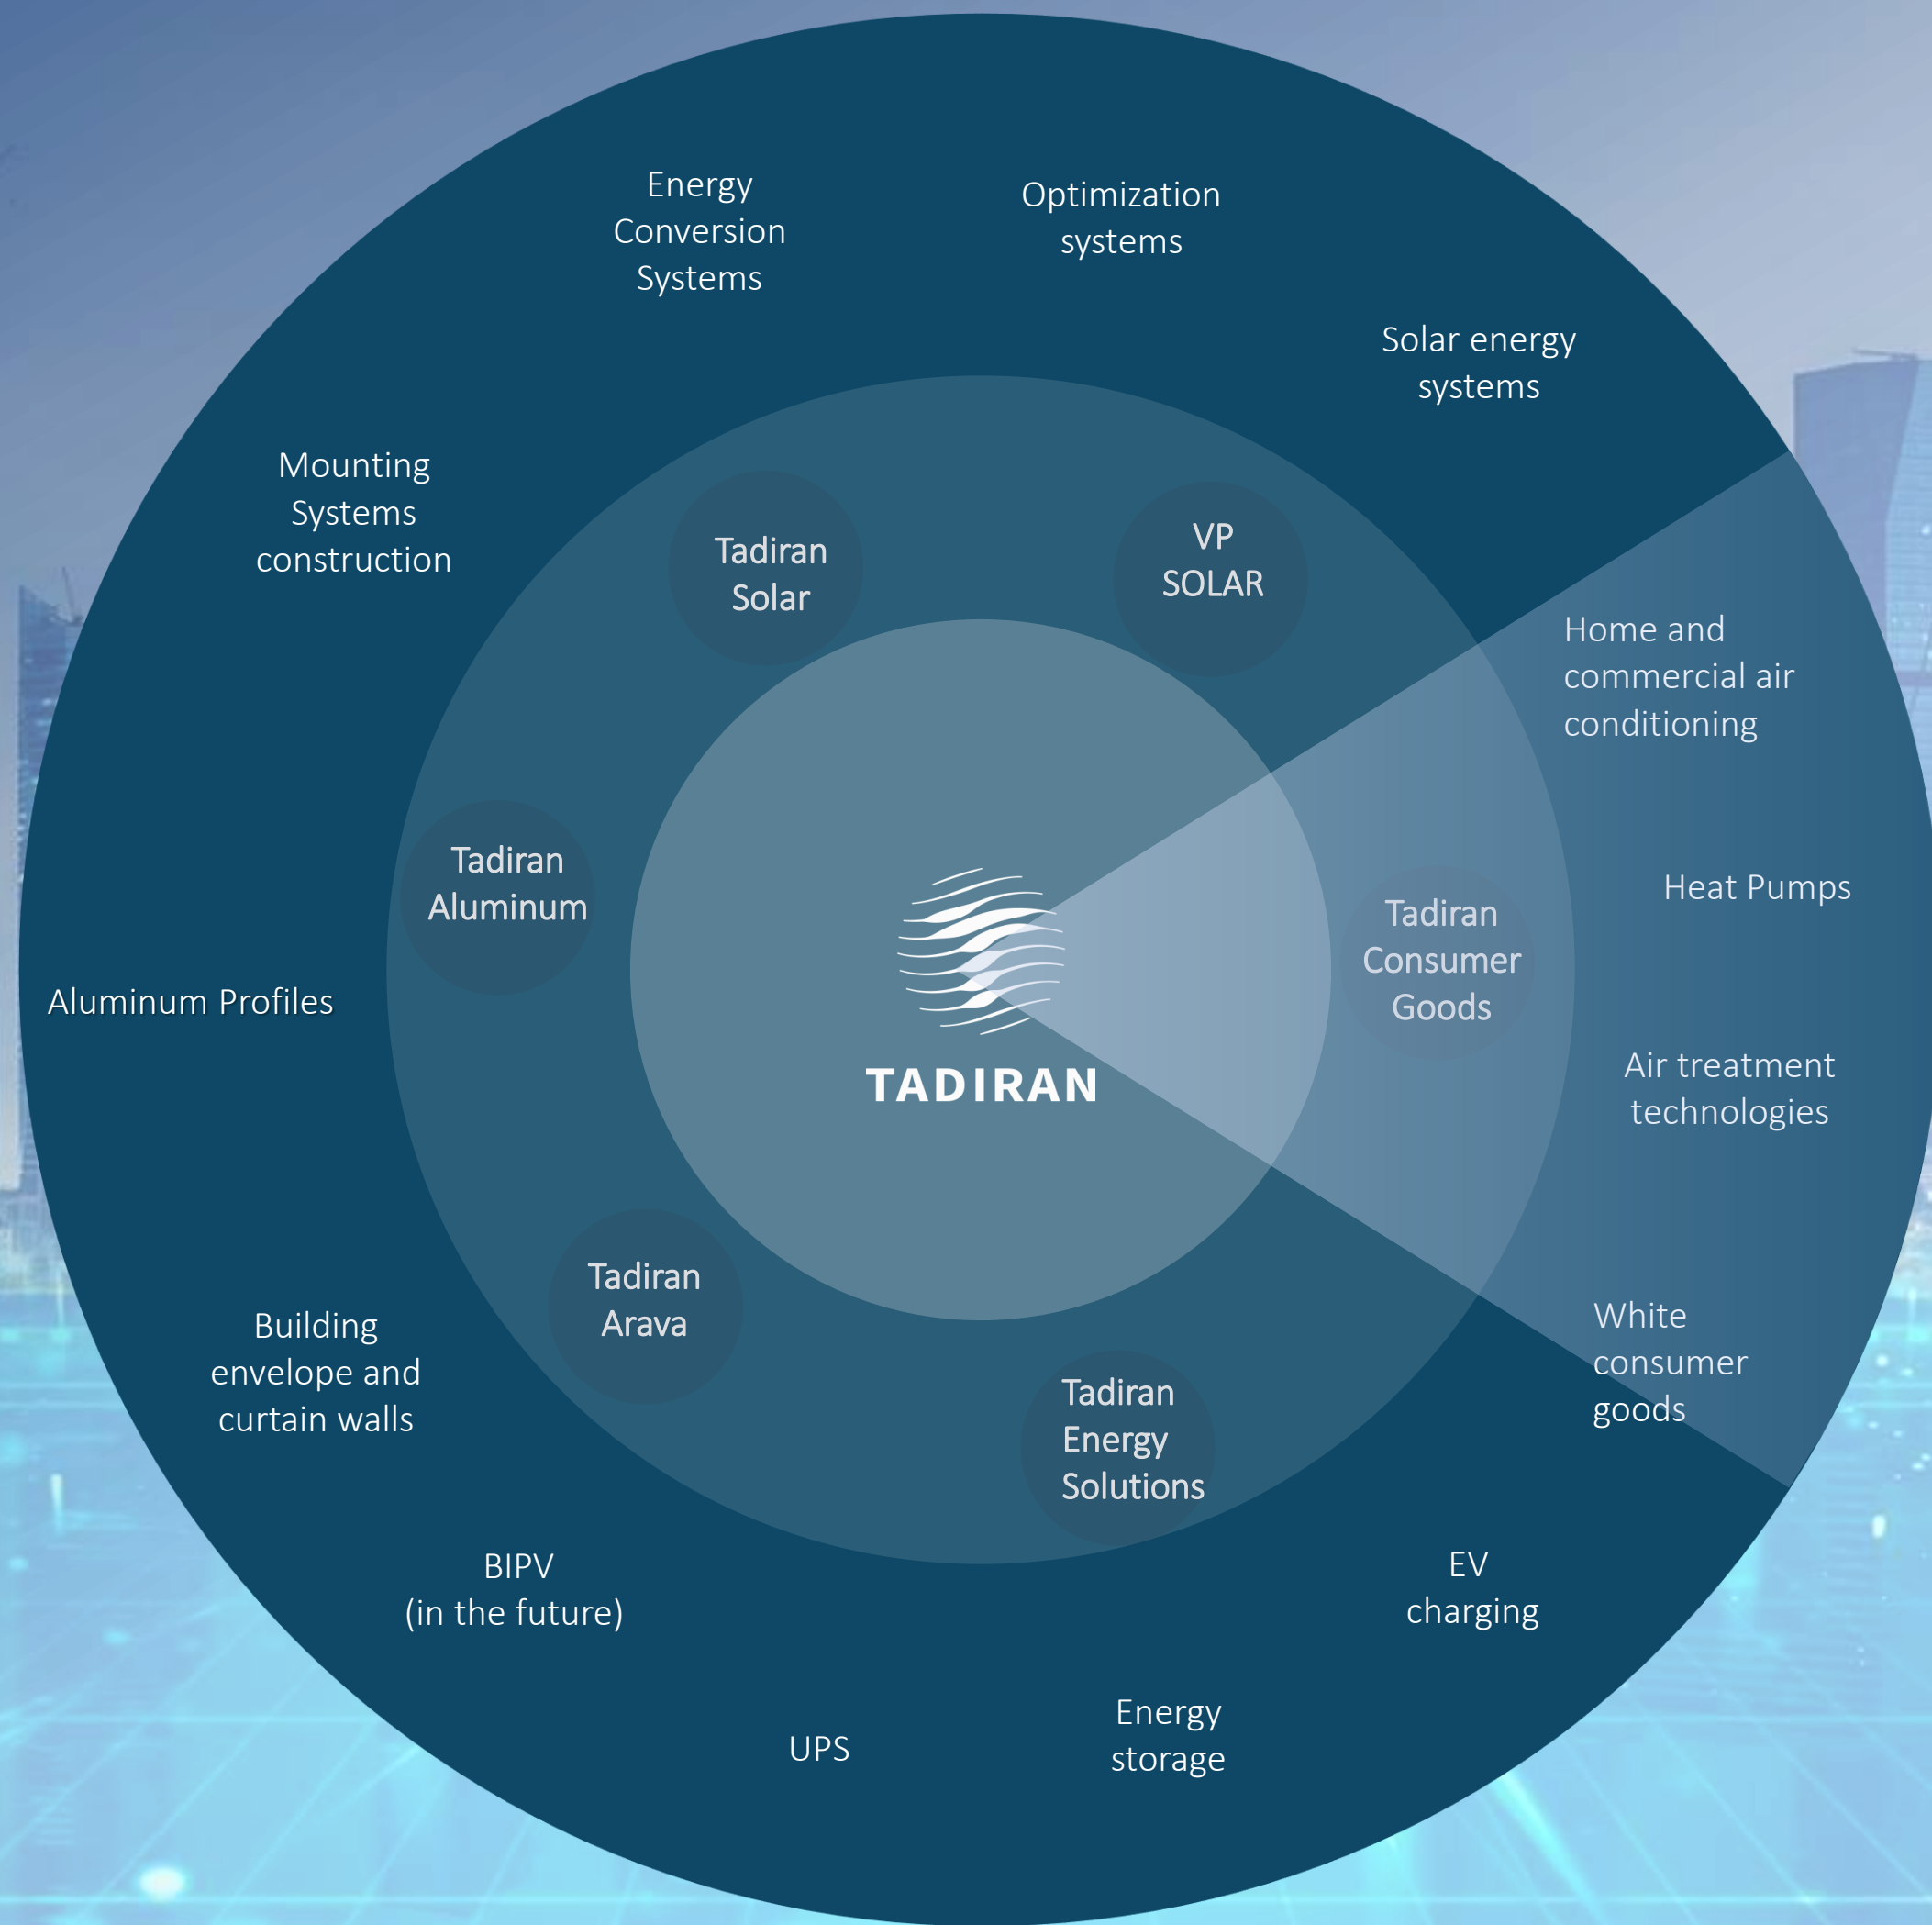 Energy
Conversion
Systems
Optimization
systems
Solar energy
systems
Mounting
Systems
construction
Tadiran
Solar
VP
SOLAR
Home and
commercial air
conditioning
Tadiran
Aluminum
Heat Pumps
Tadiran
Consumer
Goods
Aluminum Profiles
TADIRAN
Air treatment
technologies
Tadiran
Arava
Building
envelope and
curtain walls
White
consumer
goods
Tadiran
Energy
Solutions
BIPV
(in the future)
EV
charging
UPS
Energy
storage